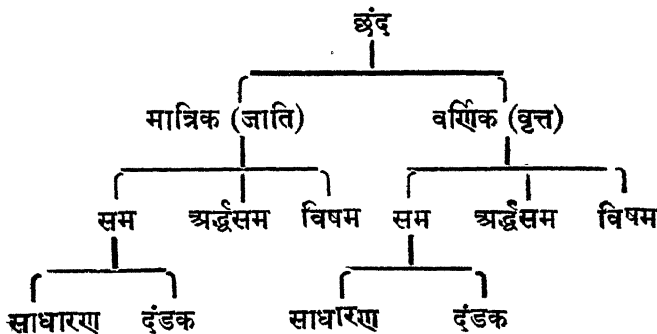 छंद
मात्रिक (जाति) वर्णिक (वृत्त)
सम अर्द्धसम विषम सम अर्द्धसम विषम
साधारण दंडक साधारण दंडक